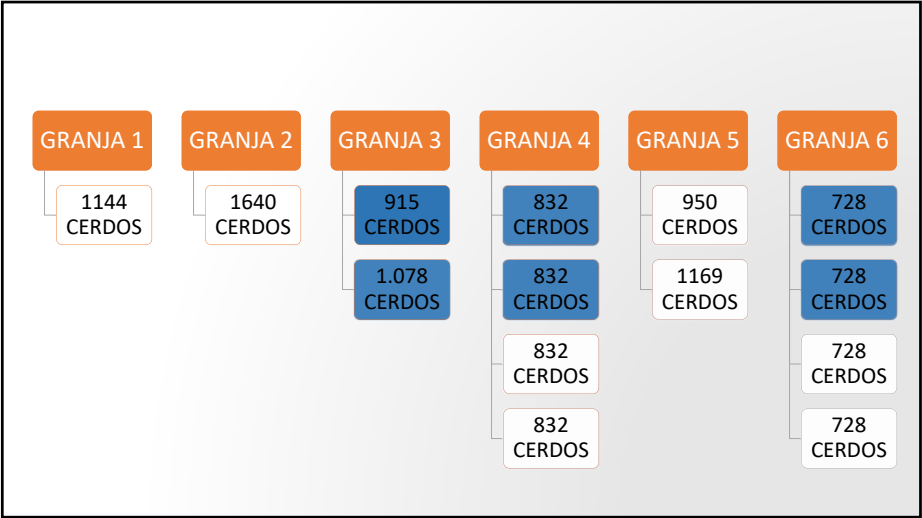 GRANJA 1
1144
CERDOS
GRANJA 2
1640
CERDOS
GRANJA 3
915
CERDOS
1.078
CERDOS
GRANJA 4
832
CERDOS
832
CERDOS
832
CERDOS
832
CERDOS
GRANJA 5
950
CERDOS
1169
CERDOS
GRANJA 6
728
CERDOS
728
CERDOS
728
CERDOS
728
CERDOS